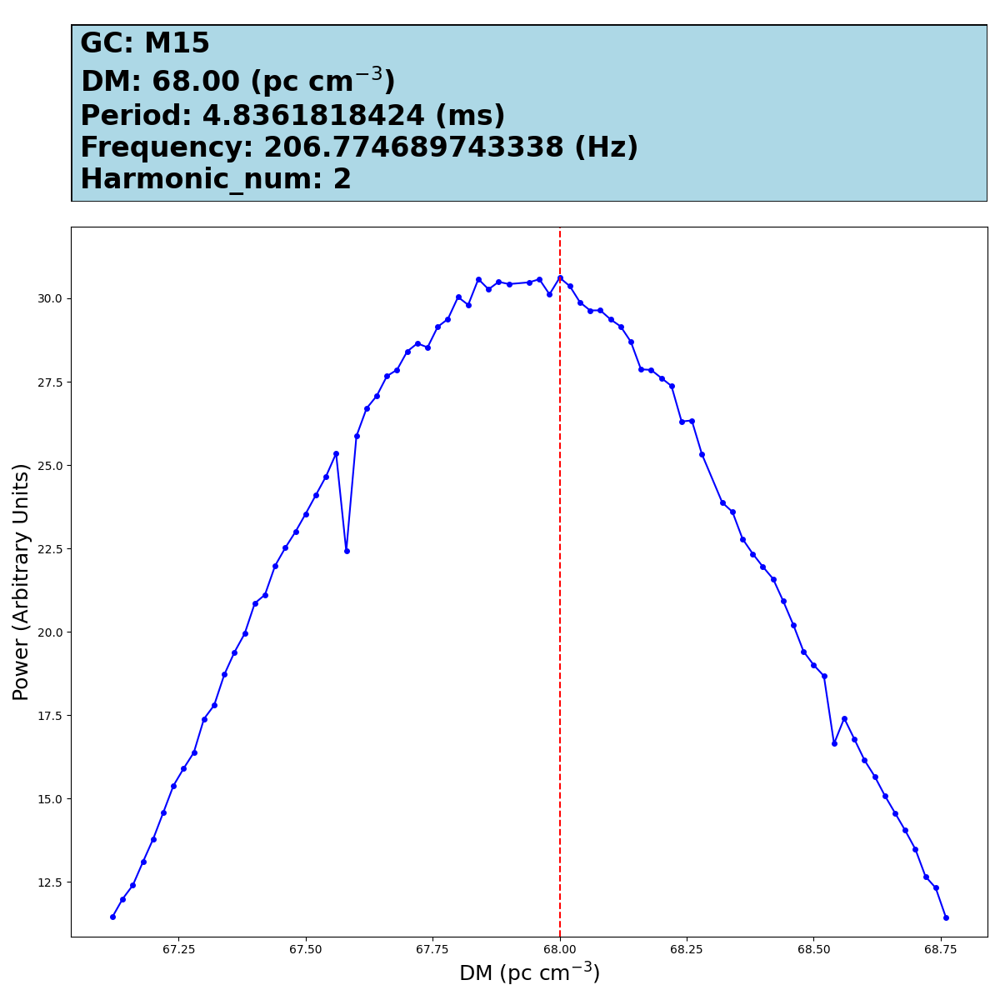 GC: M15
DM: 68.00 (pc cm⁻³)
Period: 4.8361818424 (ms)
Frequency: 206.774689743338 (Hz)
Harmonic_num: 2
Power (Arbitrary Units)
30.0
27.5
25.0
22.5
20.0
17.5
15.0
12.5
67.25 67.50 67.75 68.00 68.25 68.50 68.75
DM (pc cm⁻³)